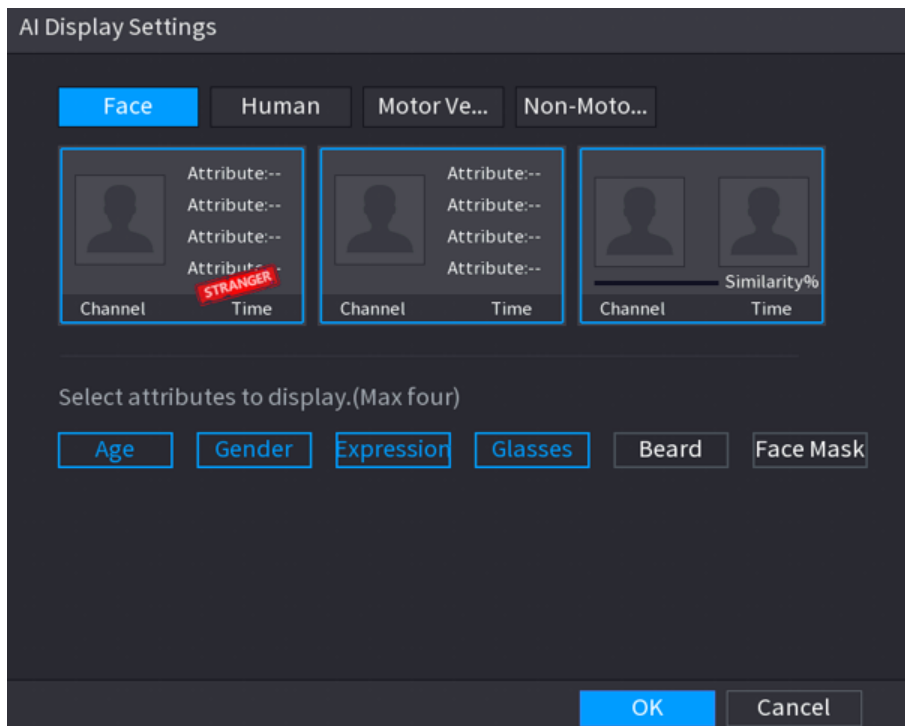 AI Display Settings
Face Human Motor Ve... Non-Moto...
Attribute:--
Attribute:--
Attribute:--
STRANGER
Channel Time
Attribute:--
Attribute:--
Attribute:--
Attribute:--
Channel Time
Similarity%
Channel Time
Select attributes to display.(Max four)
Age Gender Expression Glasses Beard Face Mask
OK Cancel